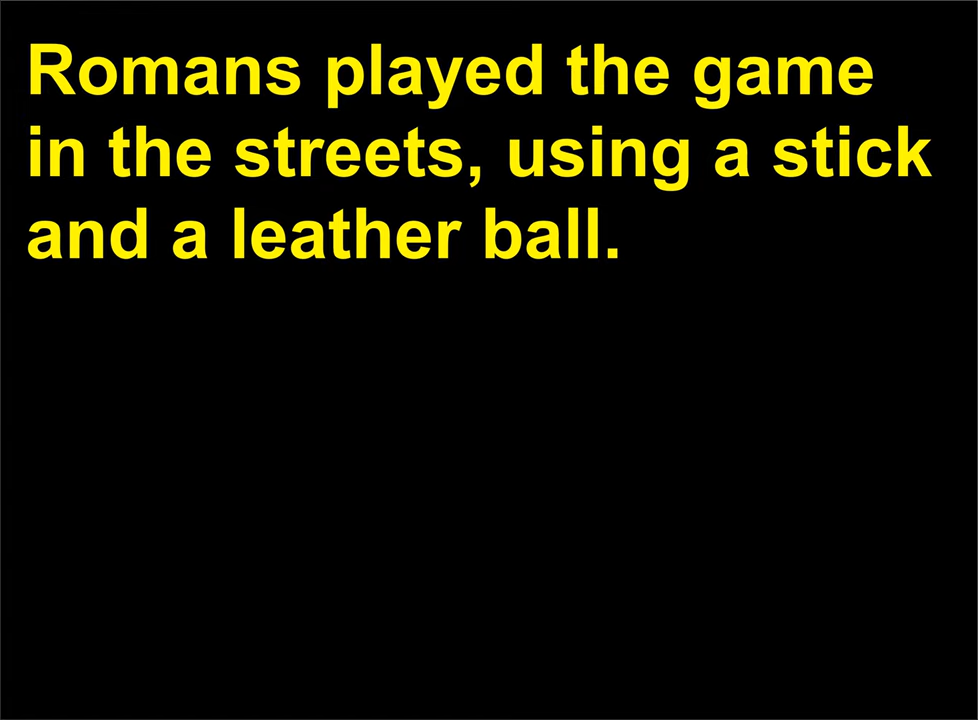 Romans played the game
in the streets, using a stick
and a leather ball.